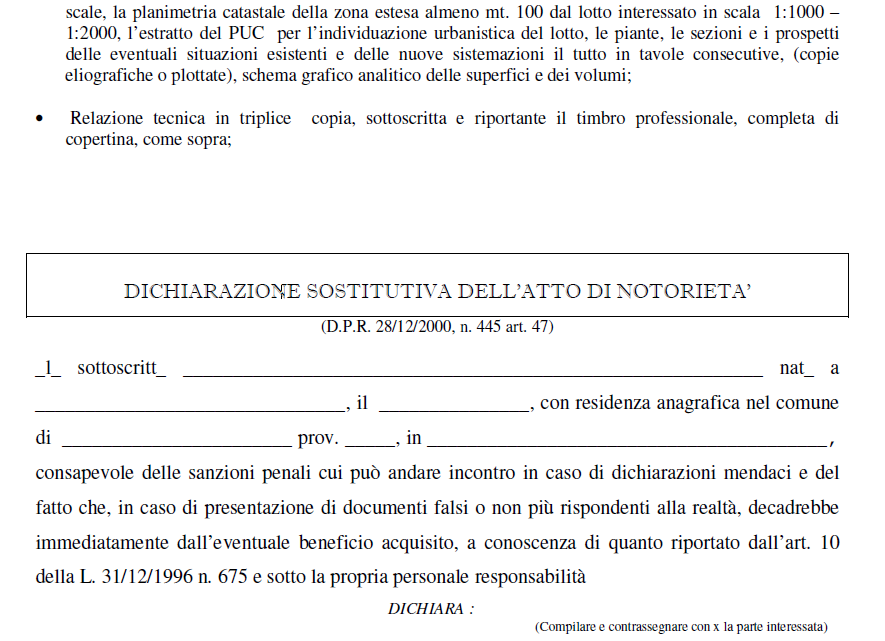 scale, la planimetria catastale della zona estesa almeno mt. 100 dal lotto interessato in scala 1:1000 –
1:2000, l’estratto del PUC per l’individuazione urbanistica del lotto, le piante, le sezioni e i prospetti
delle eventuali situazioni esistenti e delle nuove sistemazioni il tutto in tavole consecutive, (copie
eliografiche o plottate), schema grafico analitico delle superfici e dei volumi;
• Relazione tecnica in triplice copia, sottoscritta e riportante il timbro professionale, completa di
copertina, come sopra;
DICHIARAZIONE SOSTITUTIVA DELL’ATTO DI NOTORIETA’
(D.P.R. 28/12/2000, n. 445 art. 47)
_l_ sottoscritt_ __________________________________________________________ nat_ a
_______________________________, il _______________, con residenza anagrafica nel comune
di _______________________ prov. _____, in ________________________________________,
consapevole delle sanzioni penali cui può andare incontro in caso di dichiarazioni mendaci e del
fatto che, in caso di presentazione di documenti falsi o non più rispondenti alla realtà, decadrebbe
immediatamente dall’eventuale beneficio acquisito, a conoscenza di quanto riportato dall’art. 10
della L. 31/12/1996 n. 675 e sotto la propria personale responsabilità
DICHIARA :
(Compilare e contrassegnare con x la parte interessata)